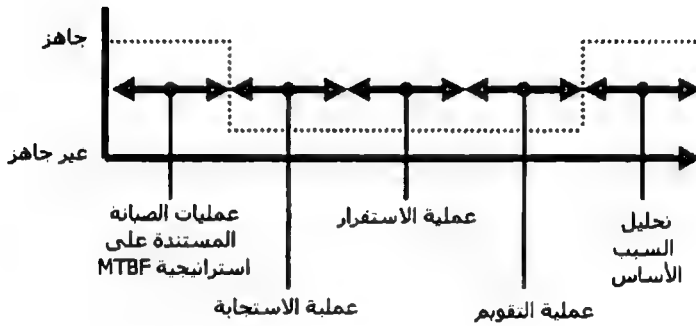 جاهز
غير جاهز
عمليات الصيانة
المستندة على
استراتيجية MTBF
عملية الاستجابة
عملية الاستقرار
عملية التقويم
تحليل
السبب
الأساس